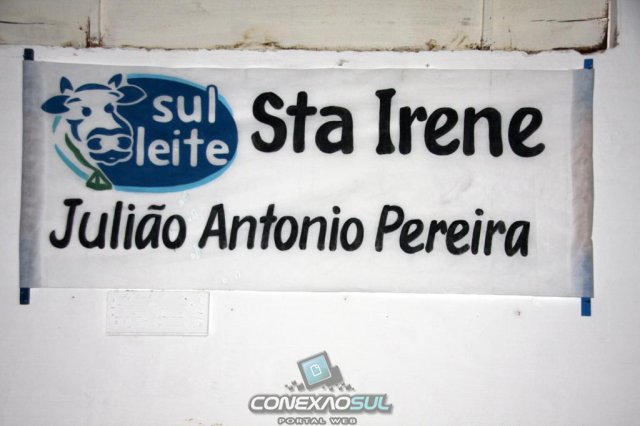 sul
leite
Sta Irene
Julião Antonio Pereira
CONEXAOSUL
PORTAL WEB